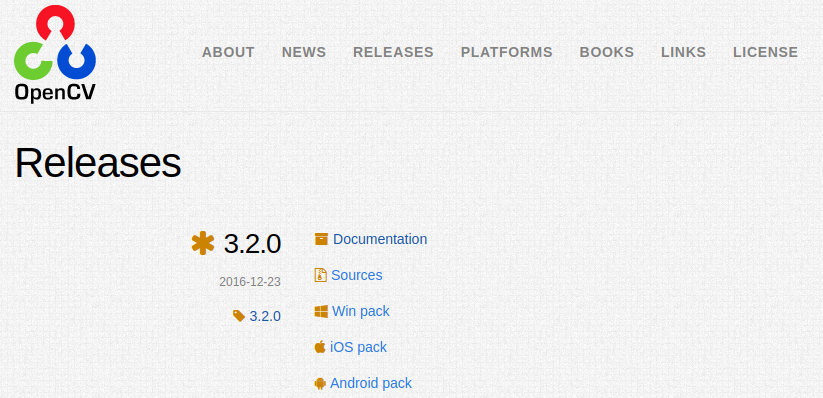 OpenCV
ABOUT NEWS RELEASES PLATFORMS BOOKS LINKS LICENSE
Releases
3.2.0
2016-12-23
3.2.0
Documentation
Sources
Win pack
iOS pack
Android pack